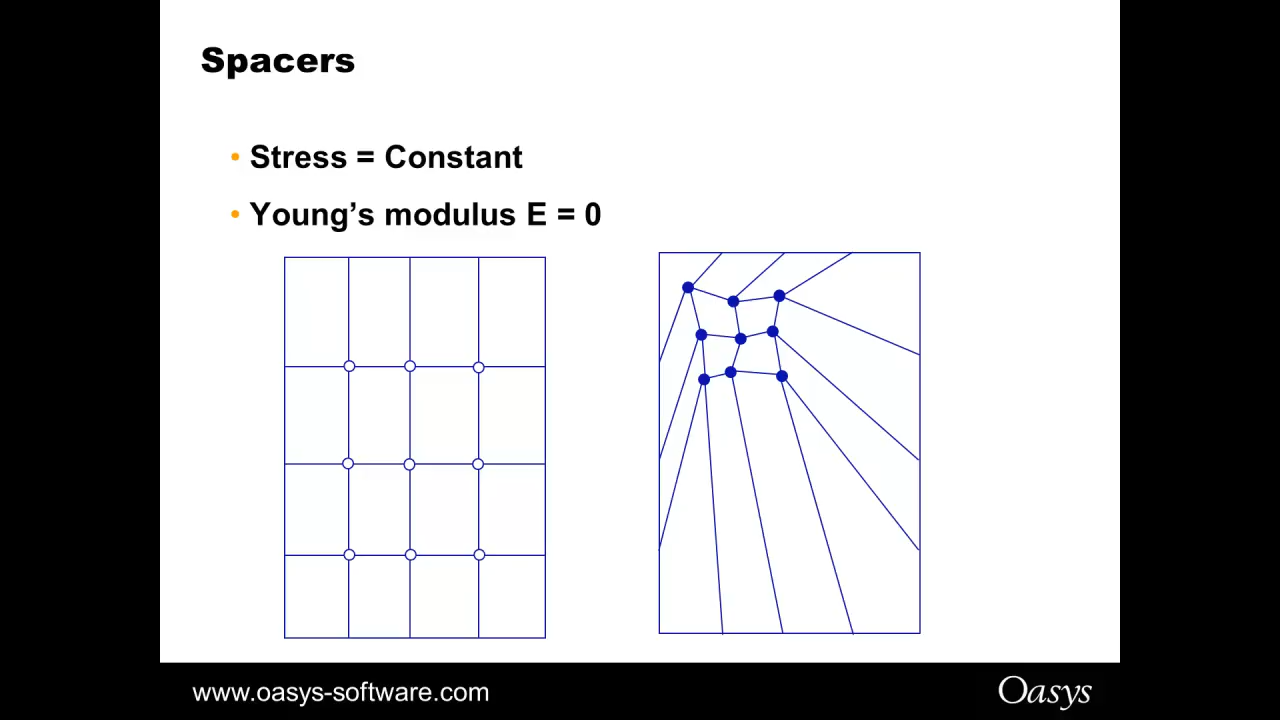 Spacers
• Stress = Constant
• Young’s modulus E = 0
www.oasys-software.com
Oasys